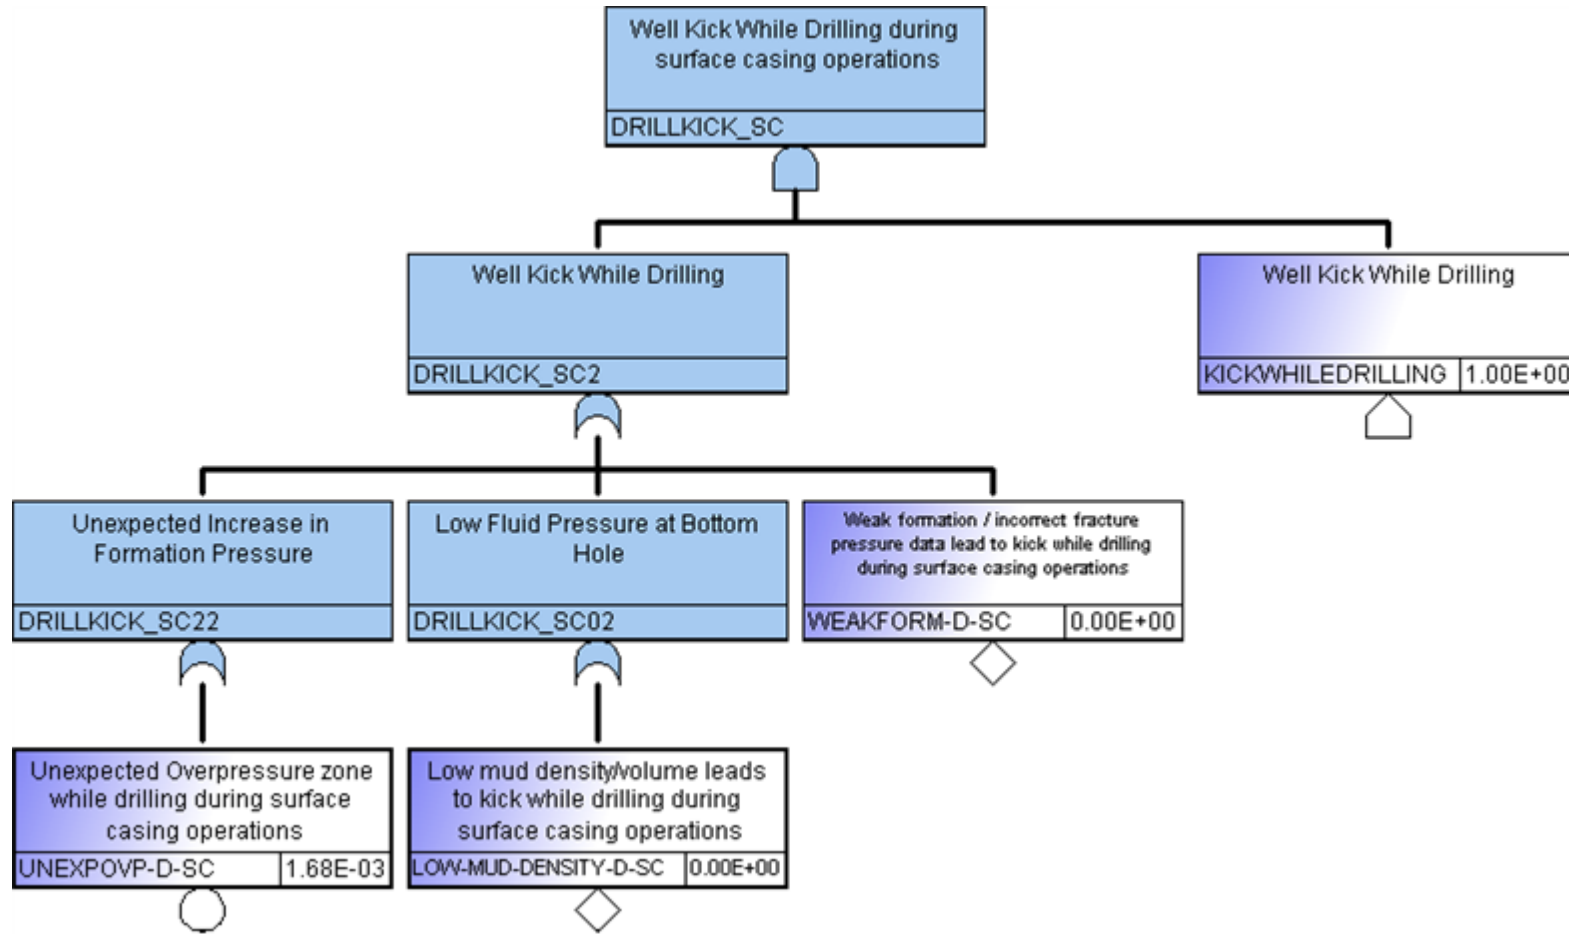 Well Kick While Drilling during
surface casing operations
DRILLKICK_SC
Well Kick While Drilling
DRILLKICK_SC2
Well Kick While Drilling
KICKWHILEDRILLING 1.00E+00
Unexpected Increase in
Formation Pressure
DRILLKICK_SC22
Low Fluid Pressure at Bottom
Hole
DRILLKICK_SC02
Weak formation / incorrect fracture
pressure data lead to kick while drilling
during surface casing operations
WEAKFORM-D-SC 0.00E+00
Unexpected Overpressure zone
while drilling during surface
casing operations
UNEXPOVP-D-SC 1.68E-03
Low mud density/volume leads
to kick while drilling during
surface casing operations
LOW-MUD-DENSITY-D-SC 0.00E+00